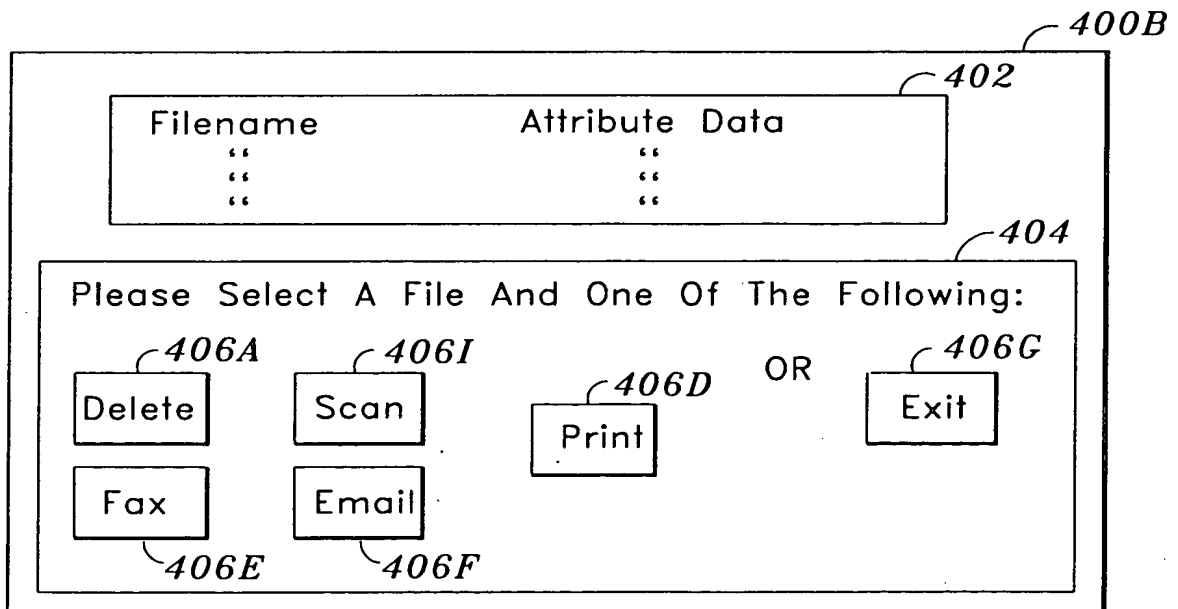 400B
402
Filename Attribute Data
“ “
“ “
“ “
404
Please Select A File And One Of The Following:
406A 406I 406D OR 406G
Delete Scan Print Exit
Fax Email
406E 406F